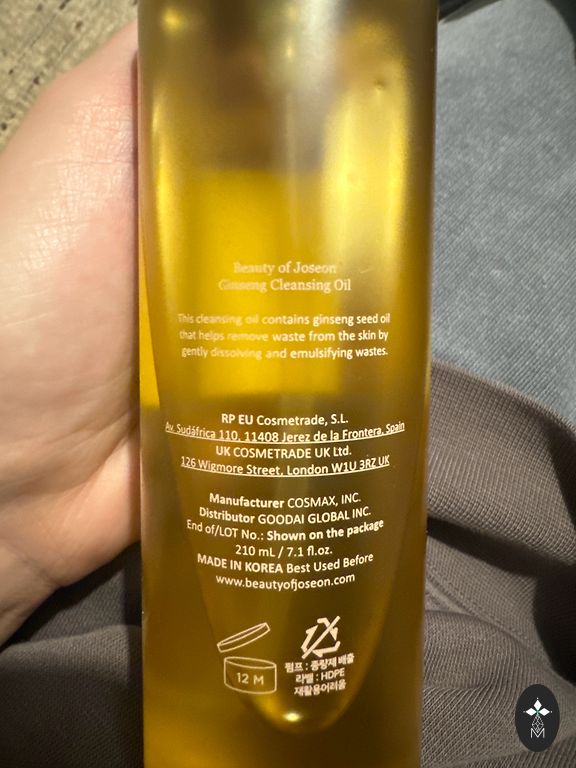 Beauty of Joseon
Ginseng Cleansing Oil
This cleansing oil contains ginseng seed oil
that helps remove waste from the skin by
gently dissolving and emulsifying wastes.
RP EU Cosmetrade, S.L.
Av. Sudáfrica 110, 11408 Jerez de la Frontera, Spain
UK COSMETRADE UK Ltd.
126 Wigmore Street, London W1U 3RZ UK
Manufacturer COSMAX, INC.
Distributor GOODAI GLOBAL INC.
End of/LOT No.: Shown on the package
210 mL / 7.1 fl.oz.
MADE IN KOREA Best Used Before
www.beautyofjoseon.com
12 M
펌프 : 종량제 배출
라벨 : HDPE
재활용어려움
M